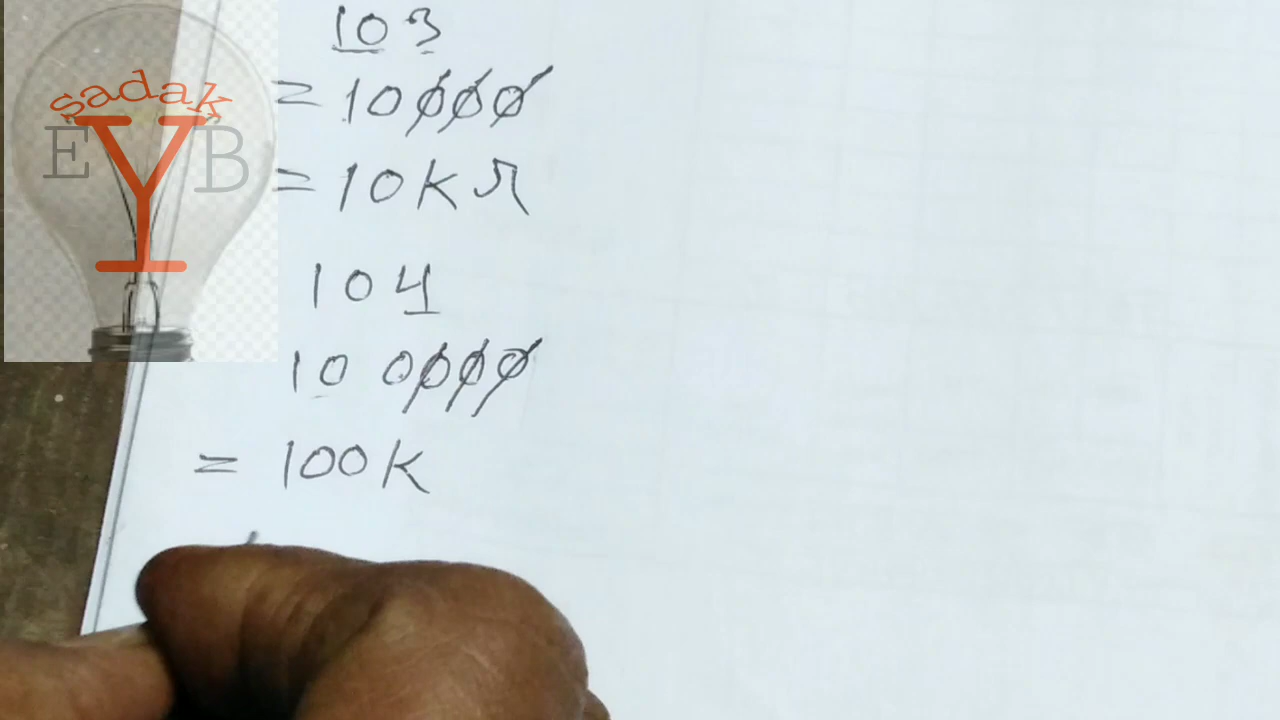 sadak
EYB
103
= 10000
= 10KΩ
104
10 0000
= 100K